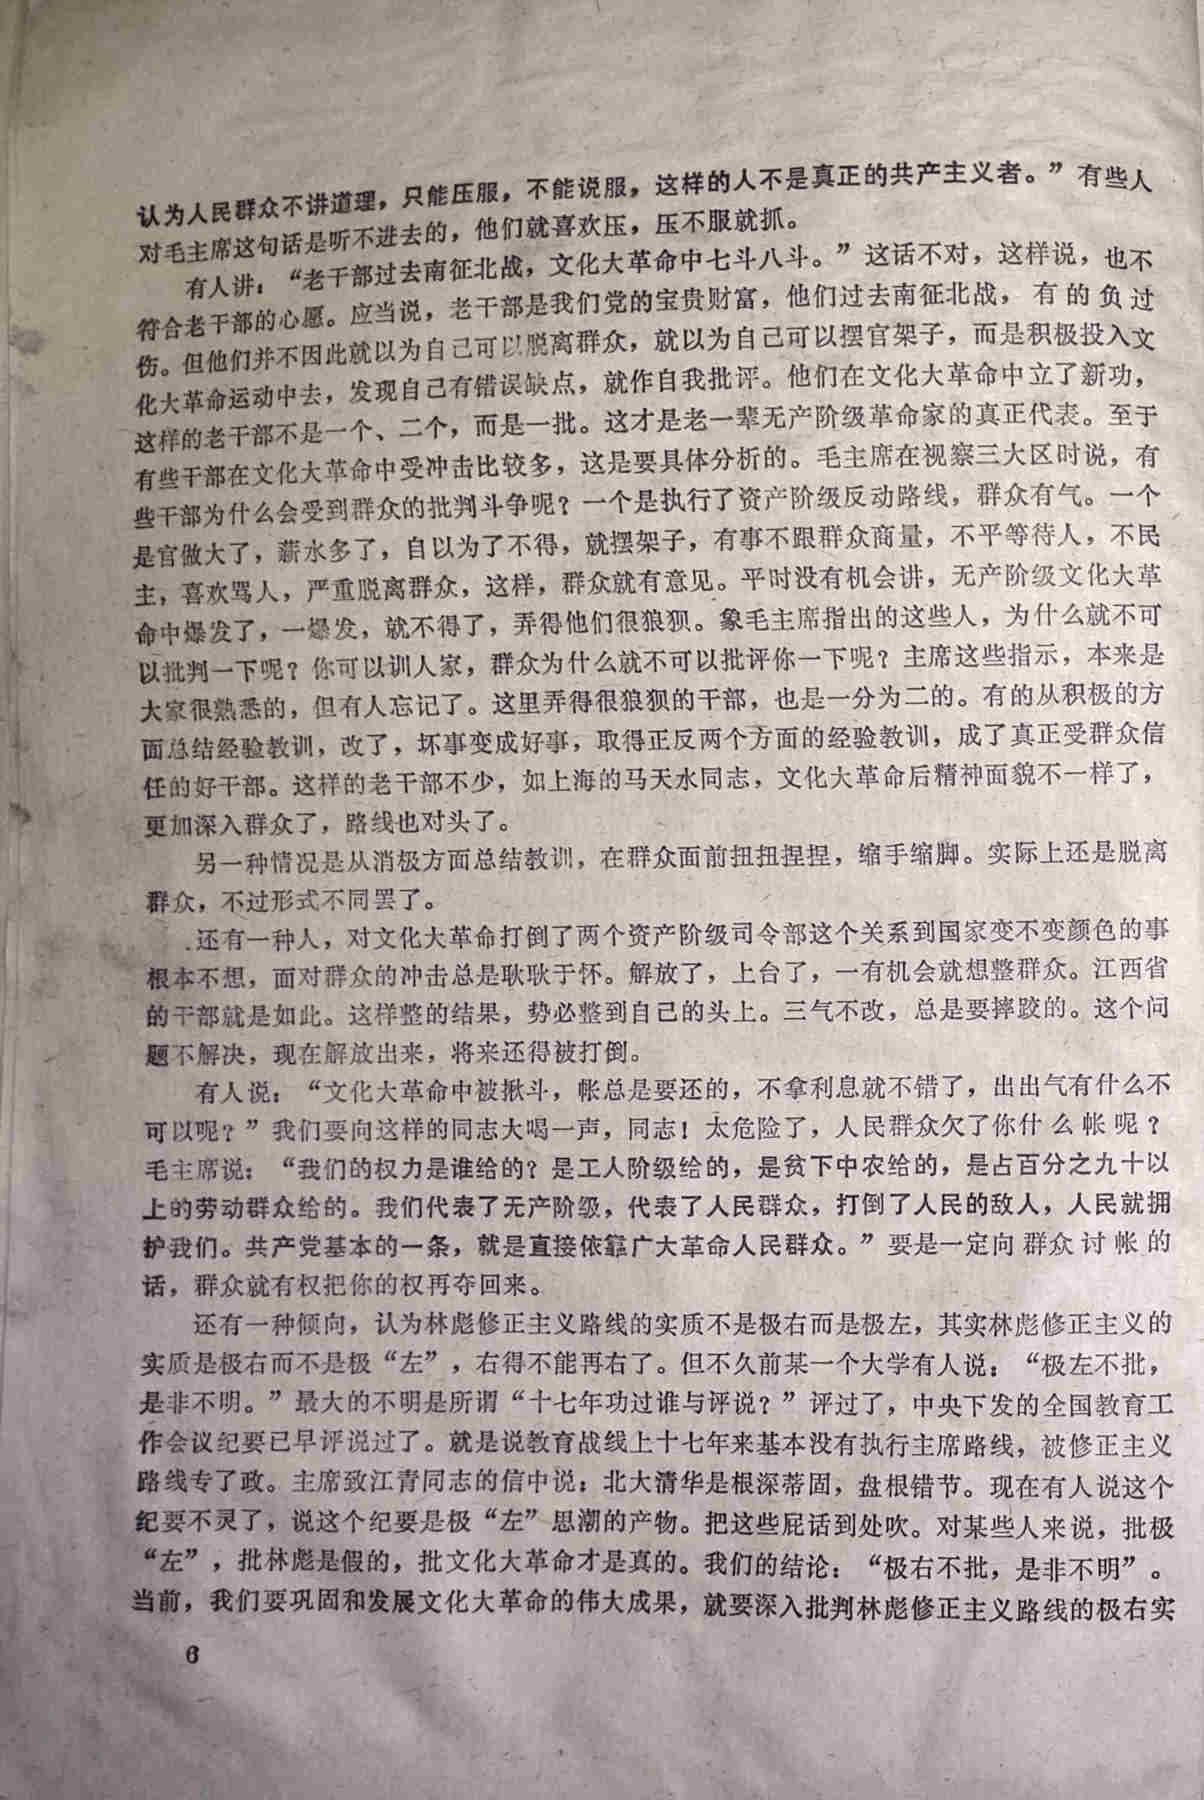 认为人民群众不讲道理，只能压服，不能说服，这样的人不是真正的共产主义者。”有些人
对毛主席这句话是听不进去的，他们就喜欢压，压不服就抓。
有人讲：“老干部过去南征北战，文化大革命中七斗八斗。”这话不对，这样说，也不
符合老干部的心愿。应当说，老干部是我们党的宝贵财富，他们过去南征北战，有的负过
伤。但他们并不因此就以为自己可以脱离群众，就以为自己可以摆官架子，而是积极投入文
化大革命运动中去，发现自己有错误缺点，就作自我批评。他们在文化大革命中立了新功，
这样的老干部不是一个、二个，而是一批。这才是老一辈无产阶级革命家的真正代表。至于
有些干部在文化大革命中受冲击比较多，这是要具体分析的。毛主席在视察三大区时说，有
些干部为什么会受到群众的批判斗争呢？一个是执行了资产阶级反动路线，群众有气。一个
是官做大了，薪水多了，自以为了不得，就摆架子，有事不跟群众商量，不平等待人，不民
主，喜欢骂人，严重脱离群众，这样，群众就有意见。平时没有机会讲，无产阶级文化大革
命中爆发了，一爆发，就不得了，弄得他们很狼狈。象毛主席指出的这些人，为什么就不可
以批判一下呢？你可以训人家，群众为什么就不可以批评你一下呢？主席这些指示，本来是
大家很熟悉的，但有人忘记了。这里弄得很狼狈的干部，也是一分为二的。有的从积极的方
面总结经验教训，改了，坏事变成好事，取得正反两个方面的经验教训，成了真正受群众信
任的好干部。这样的老干部不少，如上海的马天水同志，文化大革命后精神面貌不一样了，
更加深入群众了，路线也对头了。
另一种情况是从消极方面总结教训，在群众面前扭扭捏捏，缩手缩脚。实际上还是脱离
群众，不过形式不同罢了。
还有一种人，对文化大革命打倒了两个资产阶级司令部这个关系到国家变不变颜色的事
根本不想，面对群众的冲击总是耿耿于怀。解放了，上台了，一有机会就想整群众。江西省
的干部就是如此。这样整的结果，势必整到自己的头上。三气不改，总是要摔跤的。这个问
题不解决，现在解放出来，将来还得被打倒。
有人说：“文化大革命中被揪斗，帐总是要还的，不拿利息就不错了，出出气有什么不
可以呢？”我们要向这样的同志大喝一声，同志！太危险了，人民群众欠了你什么帐呢？
毛主席说：“我们的权力是谁给的？是工人阶级给的，是贫下中农给的，是占百分之九十以
上的劳动群众给的。我们代表了无产阶级，代表了人民群众，打倒了人民的敌人，人民就拥
护我们。共产党基本的一条，就是直接依靠广大革命人民群众。”要是一定向群众讨帐的
话，群众就有权把你的权再夺回来。
还有一种倾向，认为林彪修正主义路线的实质不是极右而是极左，其实林彪修正主义的
实质是极右而不是极“左”，右得不能再右了。但不久前某一个大学有人说：“极左不批，
是非不明。”最大的不明是所谓“十七年功过谁与评说？”评过了，中央下发的全国教育工
作会议纪要已早评说过了。就是说教育战线上十七年来基本没有执行主席路线，被修正主义
路线专了政。主席致江青同志的信中说：北大清华是根深蒂固，盘根错节。现在有人说这个
纪要不灵了，说这个纪要是极“左”思潮的产物。把这些屁话到处吹。对某些人来说，批极
“左”，批林彪是假的，批文化大革命才是真的。我们的结论：“极右不批，是非不明”。
当前，我们要巩固和发展文化大革命的伟大成果，就要深入批判林彪修正主义路线的极右实
6